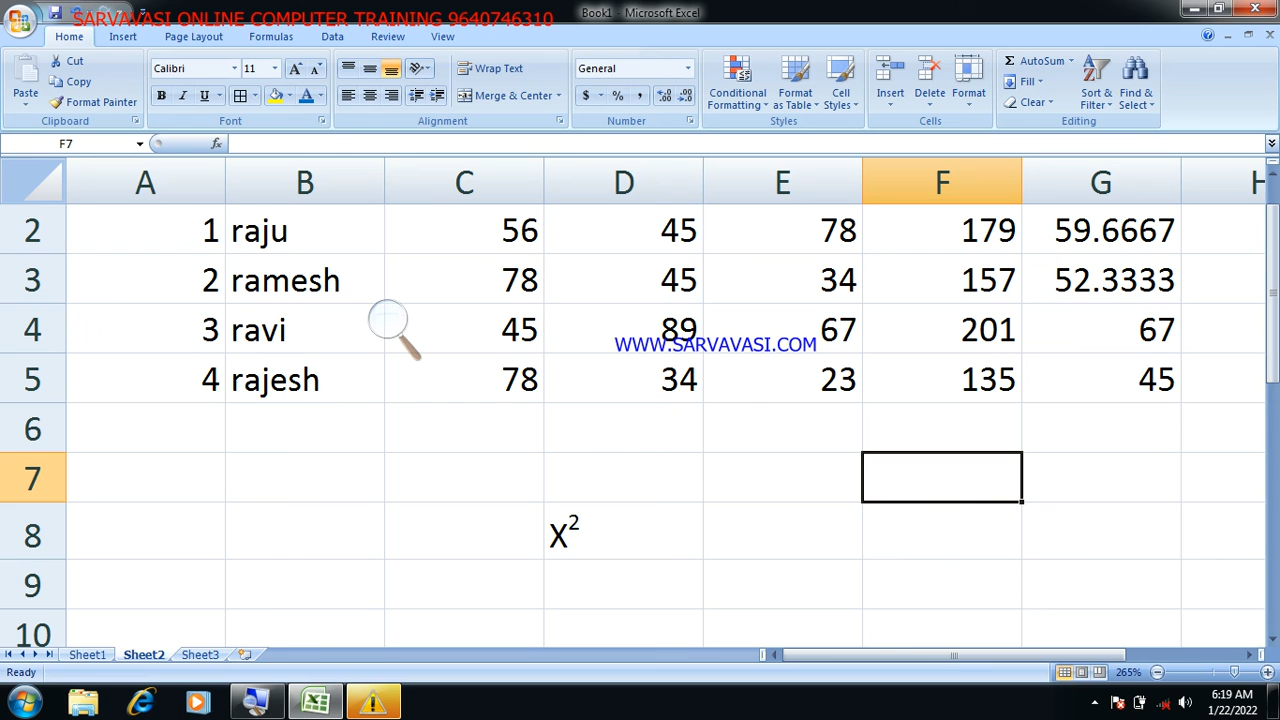 SARVAVASI ONLINE COMPUTER TRAINING 9640746310
Book1 - Microsoft Excel
Home Insert Page Layout Formulas Data Review View
Paste Cut Copy Format Painter Clipboard
Calibri 11 B I U A Font
Wrap Text Merge & Center Alignment
General $ % , Number
Conditional Formatting Format as Table Cell Styles Styles
Insert Delete Format Cells
Σ AutoSum Fill Clear Sort & Filter Find & Select Editing
F7 fx
A B C D E F G H
2 1 raju 56 45 78 179 59.6667
3 2 ramesh 78 45 34 157 52.3333
4 3 ravi 45 89 67 201 67
WWW.SARVAVASI.COM
5 4 rajesh 78 34 23 135 45
6
7
8 X²
9
10
Sheet1 Sheet2 Sheet3
Ready 265%
6:19 AM
1/22/2022